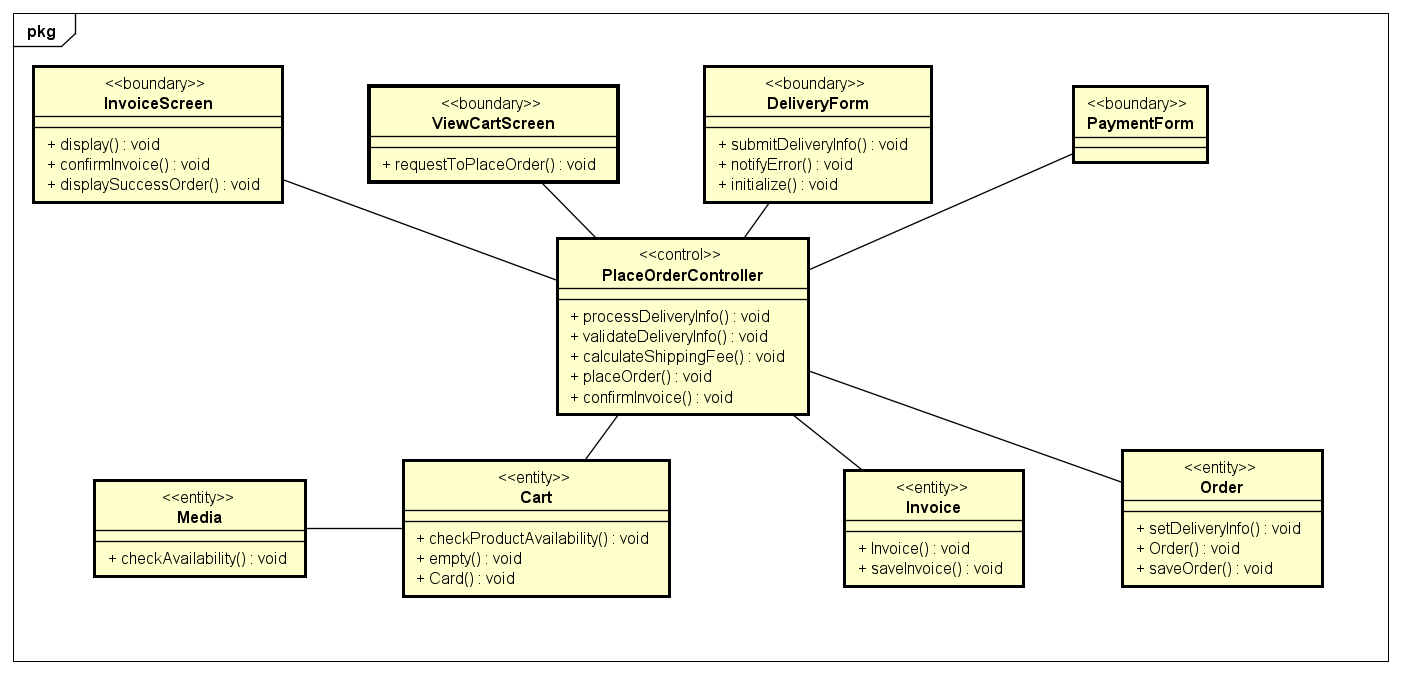 pkg
<<boundary>>
InvoiceScreen
+ display() : void
+ confirmInvoice() : void
+ displaySuccessOrder() : void
<<boundary>>
ViewCartScreen
+ requestToPlaceOrder() : void
<<boundary>>
DeliveryForm
+ submitDeliveryInfo() : void
+ notifyError() : void
+ initialize() : void
<<boundary>>
PaymentForm
<<control>>
PlaceOrderController
+ processDeliveryInfo() : void
+ validateDeliveryInfo() : void
+ calculateShippingFee() : void
+ placeOrder() : void
+ confirmInvoice() : void
<<entity>>
Media
+ checkAvailability() : void
<<entity>>
Cart
+ checkProductAvailability() : void
+ empty() : void
+ Card() : void
<<entity>>
Invoice
+ Invoice() : void
+ saveInvoice() : void
<<entity>>
Order
+ setDeliveryInfo() : void
+ Order() : void
+ saveOrder() : void